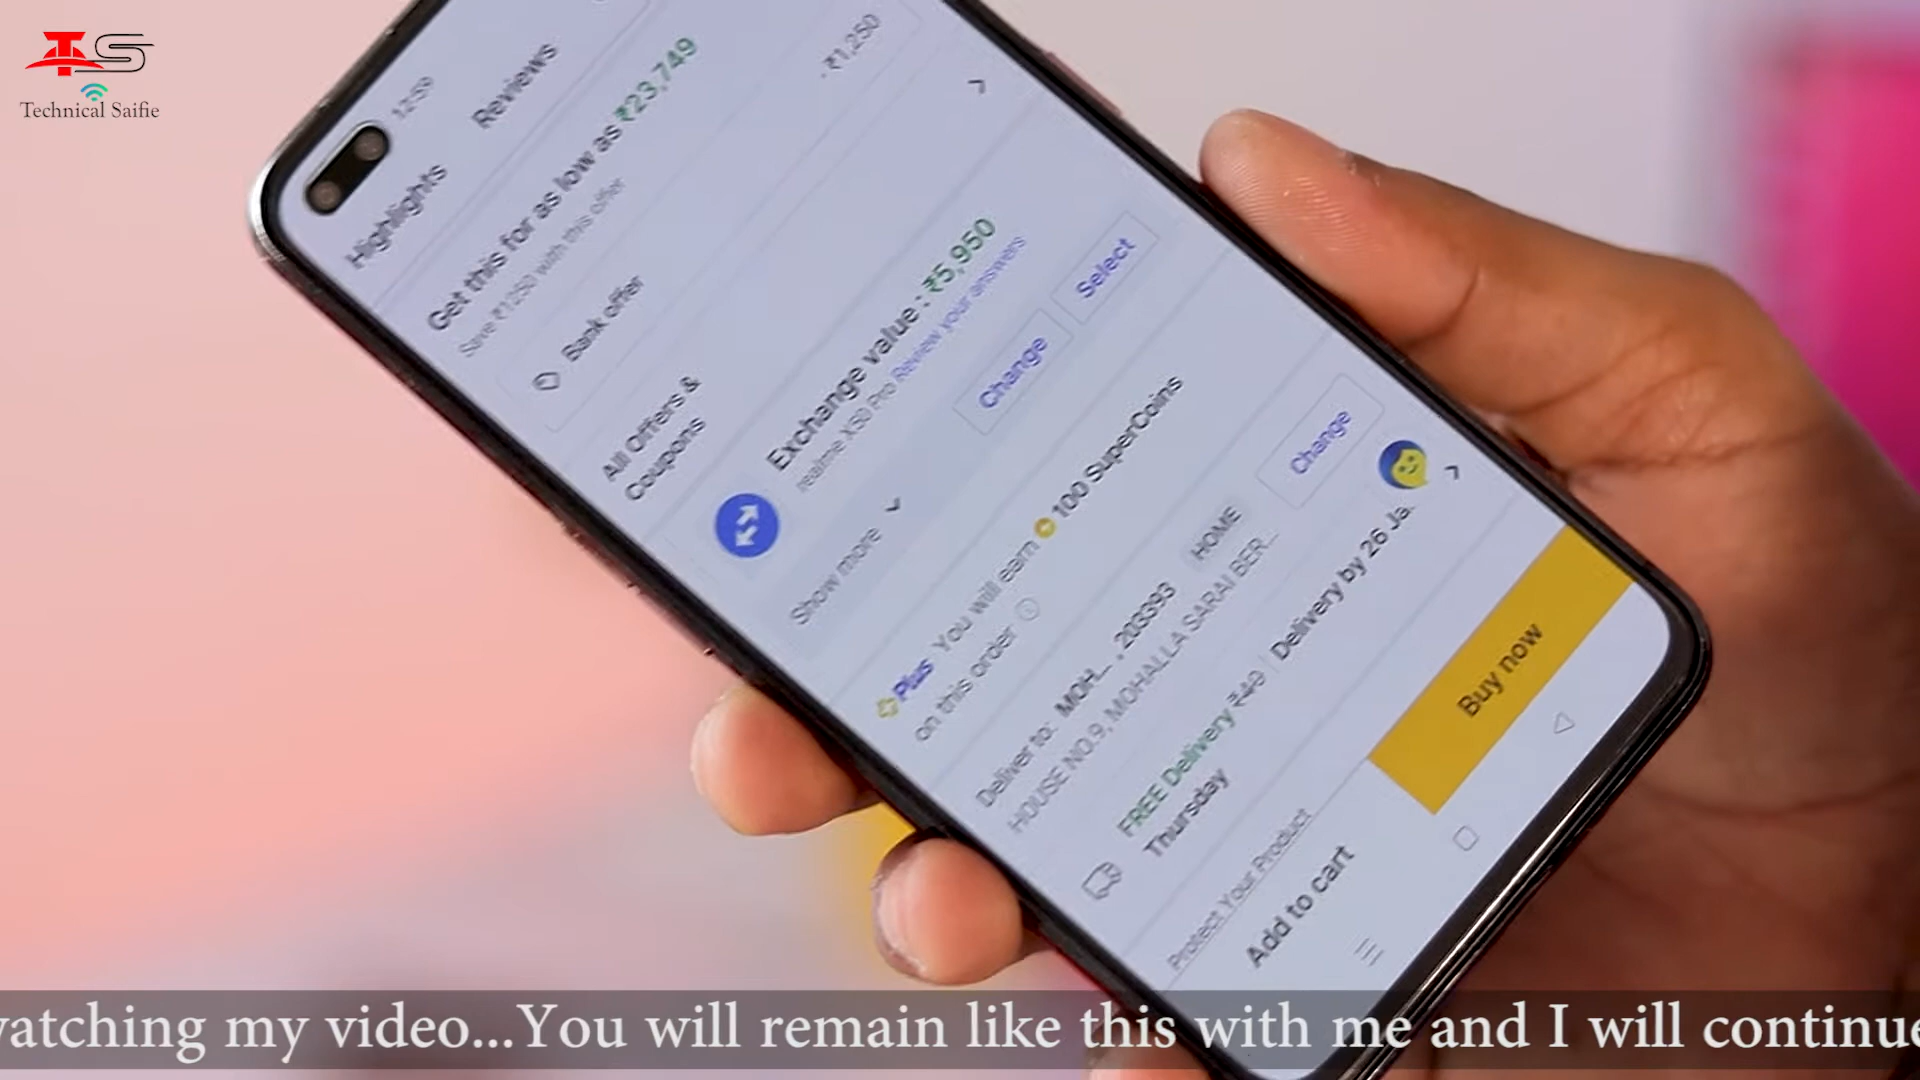 TS
Technical Saifie
12:59
Highlights Reviews
Get this for as low as ₹23,749
Save ₹1250 with this offer
Bank offer - ₹1,250
All Offers &
Coupons
Exchange value : ₹5,950
realme X30 Pro Review your answers
Change Select
Show more
Plus You will earn 100 SuperCoins
on this order
Deliver to: MOH... , 203393 HOME
HOUSE NO.9, MOHALLA SARAI BER...
Change
FREE Delivery ₹40 | Delivery by 26 Ja
Thursday
Protect Your Product
Add to cart Buy now
watching my video...You will remain like this with me and I will continue